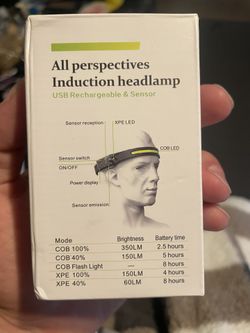 All perspectives
Induction headlamp
USB Rechargeable & Sensor
Sensor reception
XPE LED
COB LED
Sensor switch
ON/OFF
Power display
Sensor emission
Mode Brightness Battery time
COB 100% 350LM 2.5 hours
COB 40% 150LM 5 hours
COB Flash Light — 8 hours
XPE 100% 150LM 4 hours
XPE 40% 60LM 8 hours